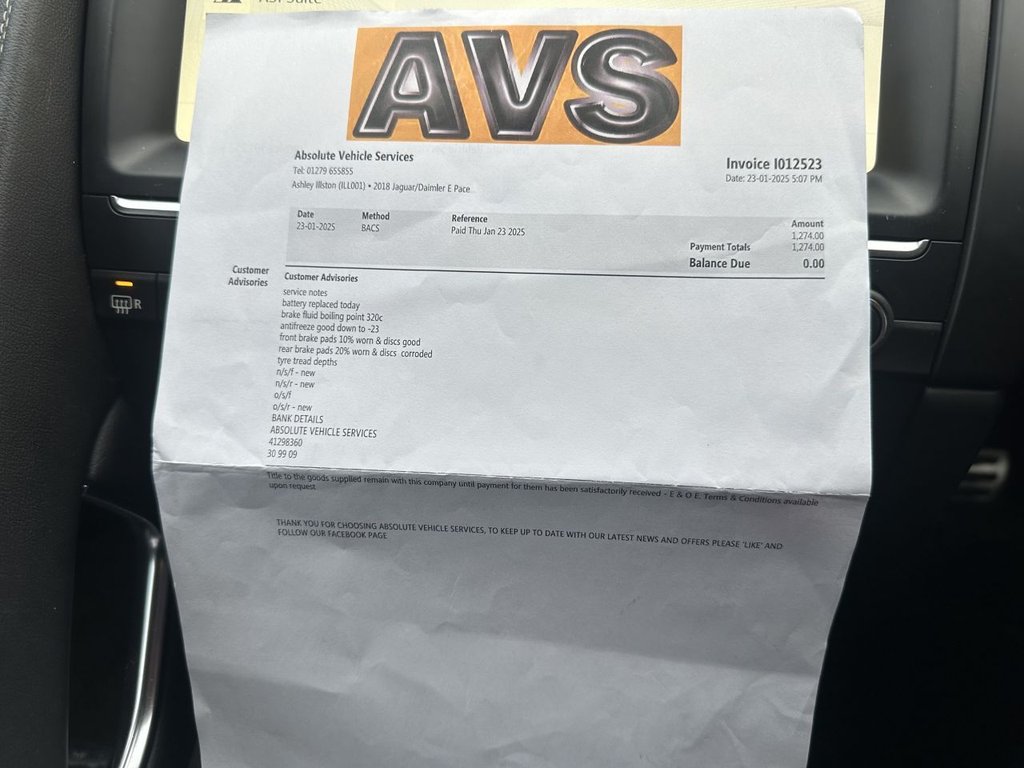 ASPSuite
AVS
Absolute Vehicle Services
Tel: 01279 655855
Ashley Illston (ILL001) • 2018 Jaguar/Daimler E Pace
Invoice I012523
Date: 23-01-2025 5:07 PM
Date Method Reference Amount
23-01-2025 BACS Paid Thu Jan 23 2025 1,274.00
Payment Totals 1,274.00
Balance Due 0.00
Customer Advisories
Customer Advisories
service notes
battery replaced today
brake fluid boiling point 320c
antifreeze good down to -23
front brake pads 10% worn & discs good
rear brake pads 20% worn & discs corroded
tyre tread depths
n/s/f - new
n/s/r - new
o/s/f
o/s/r - new
BANK DETAILS
ABSOLUTE VEHICLE SERVICES
41298360
30 99 09
Title to the goods supplied remain with this company until payment for them has been satisfactorily received - E & O E. Terms & Conditions available
upon request
THANK YOU FOR CHOOSING ABSOLUTE VEHICLE SERVICES, TO KEEP UP TO DATE WITH OUR LATEST NEWS AND OFFERS PLEASE 'LIKE' AND
FOLLOW OUR FACEBOOK PAGE
R